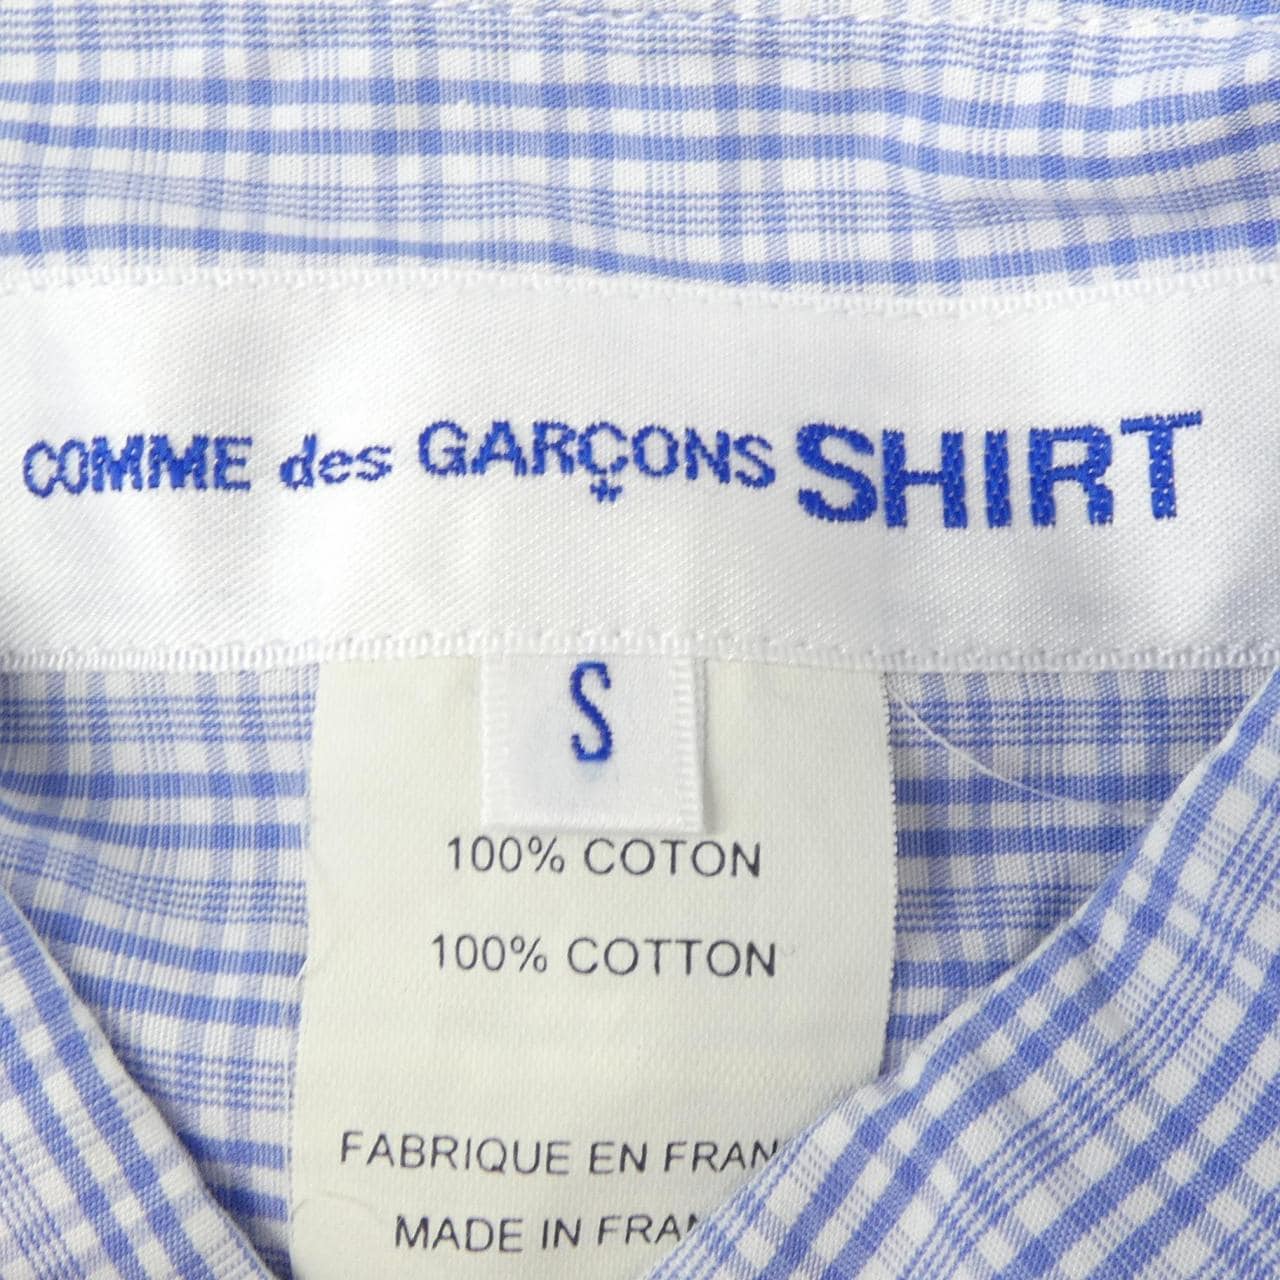 COMME des GARÇONS SHIRT
S
100% COTON
100% COTTON
FABRIQUE EN FRAN
MADE IN FRAN